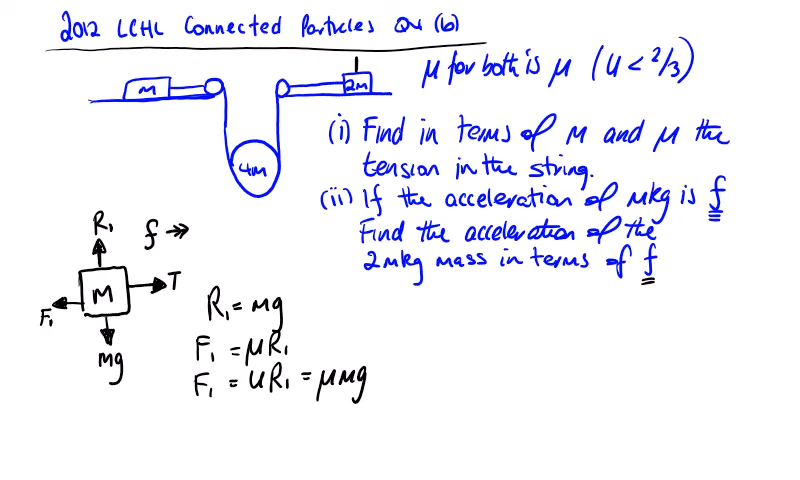 2012 LCHL Connected Particles Qu (b)
μ for both is μ (μ < 2/3)
M
2M
4M
(i) Find in terms of M and μ the
tension in the string.
(ii) If the acceleration of mkg is f
Find the acceleration of the
2mkg mass in terms of f
R₁
f
M
T
F₁
mg
R₁ = mg
F₁ = μR₁
F₁ = μR₁ = μmg